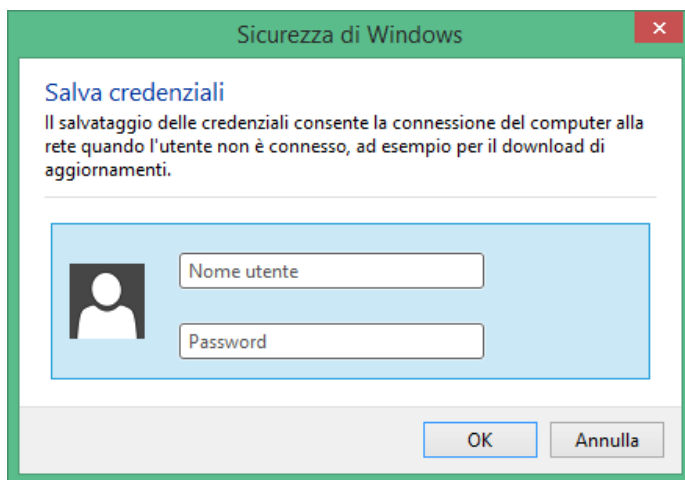 Sicurezza di Windows
Salva credenziali
Il salvataggio delle credenziali consente la connessione del computer alla
rete quando l'utente non è connesso, ad esempio per il download di
aggiornamenti.
Nome utente
Password
OK
Annulla